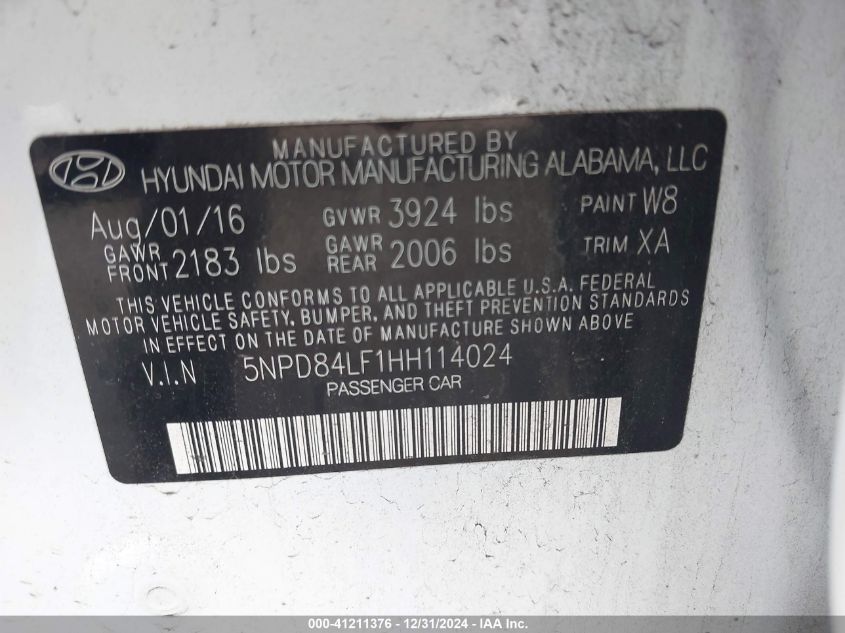 MANUFACTURED BY
HYUNDAI MOTOR MANUFACTURING ALABAMA, LLC
Aug/01/16 GVWR 3924 lbs PAINT W8
GAWR FRONT 2183 lbs GAWR REAR 2006 lbs TRIM XA
THIS VEHICLE CONFORMS TO ALL APPLICABLE U.S.A. FEDERAL
MOTOR VEHICLE SAFETY, BUMPER, AND THEFT PREVENTION STANDARDS
IN EFFECT ON THE DATE OF MANUFACTURE SHOWN ABOVE
V.I.N 5NPD84LF1HH114024
PASSENGER CAR
000-41211376 - 12/31/2024 - IAA Inc.